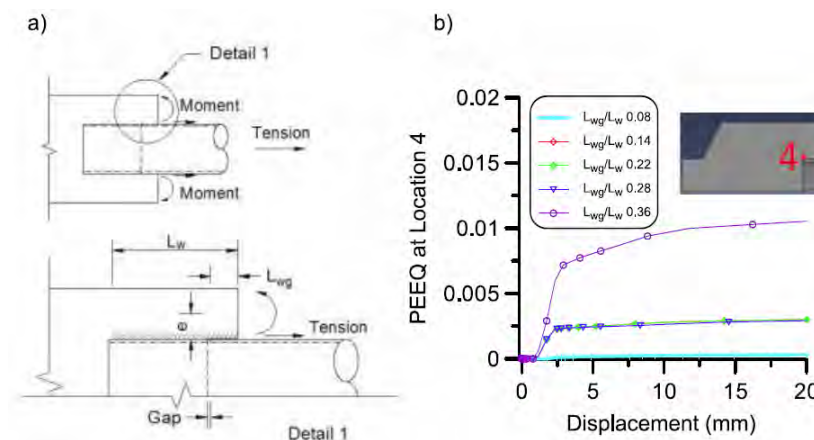 a)
Detail 1
Moment
Tension
Moment
Lw
Lwg
e
Tension
Gap
Detail 1
b)
PEEQ at Location 4
0.02
0.015
0.01
0.005
0
Lwg/Lw 0.08
Lwg/Lw 0.14
Lwg/Lw 0.22
Lwg/Lw 0.28
Lwg/Lw 0.36
4
0 5 10 15 20
Displacement (mm)